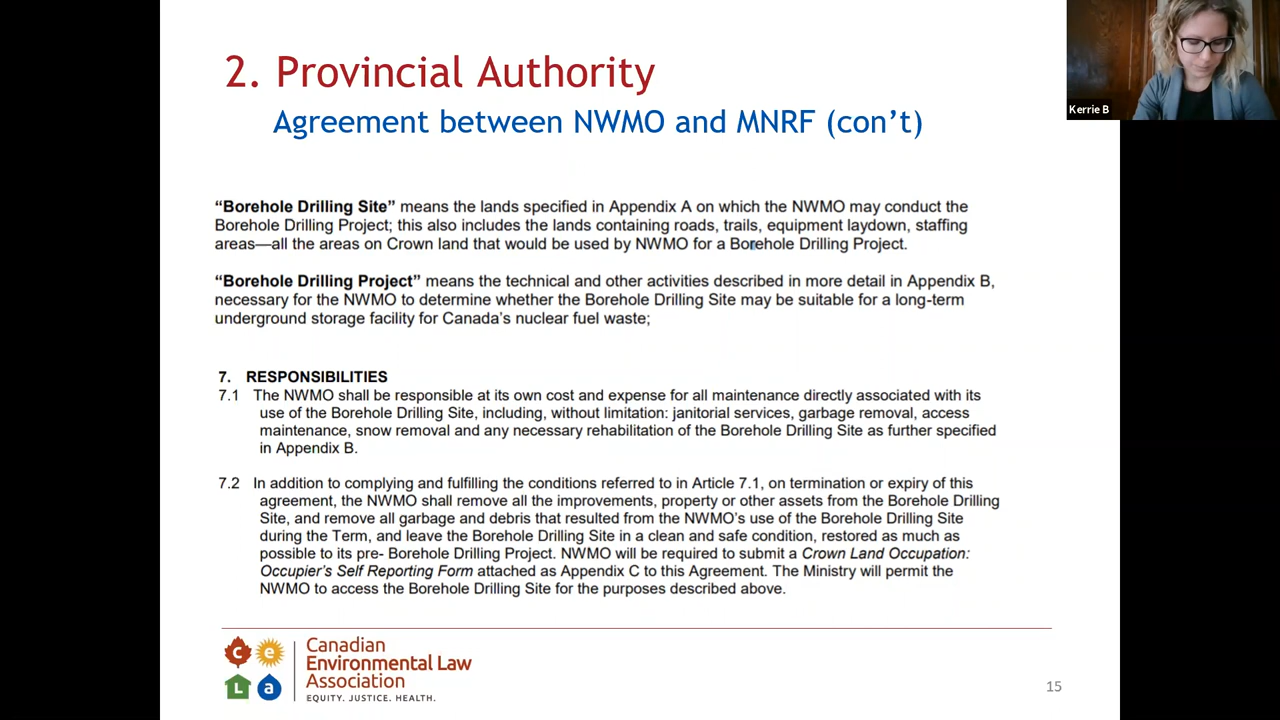 2. Provincial Authority
Agreement between NWMO and MNRF (con’t)
Kerrie B
“Borehole Drilling Site” means the lands specified in Appendix A on which the NWMO may conduct the
Borehole Drilling Project; this also includes the lands containing roads, trails, equipment laydown, staffing
areas—all the areas on Crown land that would be used by NWMO for a Borehole Drilling Project.
“Borehole Drilling Project” means the technical and other activities described in more detail in Appendix B,
necessary for the NWMO to determine whether the Borehole Drilling Site may be suitable for a long-term
underground storage facility for Canada’s nuclear fuel waste;
7. RESPONSIBILITIES
7.1 The NWMO shall be responsible at its own cost and expense for all maintenance directly associated with its
use of the Borehole Drilling Site, including, without limitation: janitorial services, garbage removal, access
maintenance, snow removal and any necessary rehabilitation of the Borehole Drilling Site as further specified
in Appendix B.
7.2 In addition to complying and fulfilling the conditions referred to in Article 7.1, on termination or expiry of this
agreement, the NWMO shall remove all the improvements, property or other assets from the Borehole Drilling
Site, and remove all garbage and debris that resulted from the NWMO’s use of the Borehole Drilling Site
during the Term, and leave the Borehole Drilling Site in a clean and safe condition, restored as much as
possible to its pre- Borehole Drilling Project. NWMO will be required to submit a Crown Land Occupation:
Occupier’s Self Reporting Form attached as Appendix C to this Agreement. The Ministry will permit the
NWMO to access the Borehole Drilling Site for the purposes described above.
c e L a
Canadian
Environmental Law
Association
EQUITY. JUSTICE. HEALTH.
15